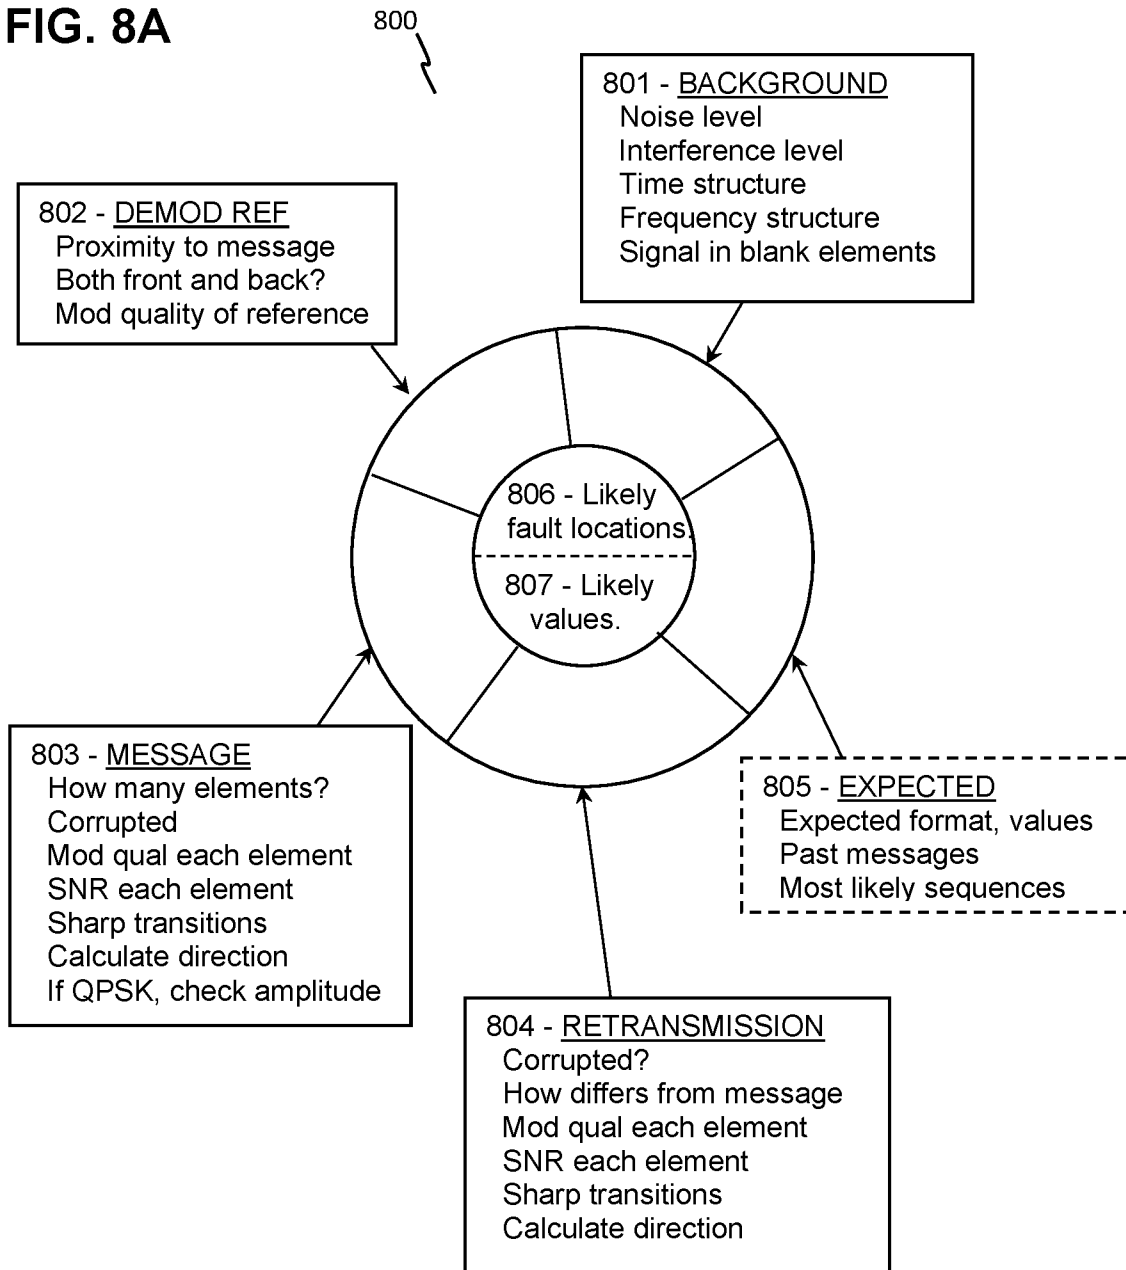 FIG. 8A
800
801 - BACKGROUND
Noise level
Interference level
Time structure
Frequency structure
Signal in blank elements
802 - DEMOD REF
Proximity to message
Both front and back?
Mod quality of reference
806 - Likely
fault locations.
807 - Likely
values.
803 - MESSAGE
How many elements?
Corrupted
Mod qual each element
SNR each element
Sharp transitions
Calculate direction
If QPSK, check amplitude
805 - EXPECTED
Expected format, values
Past messages
Most likely sequences
804 - RETRANSMISSION
Corrupted?
How differs from message
Mod qual each element
SNR each element
Sharp transitions
Calculate direction